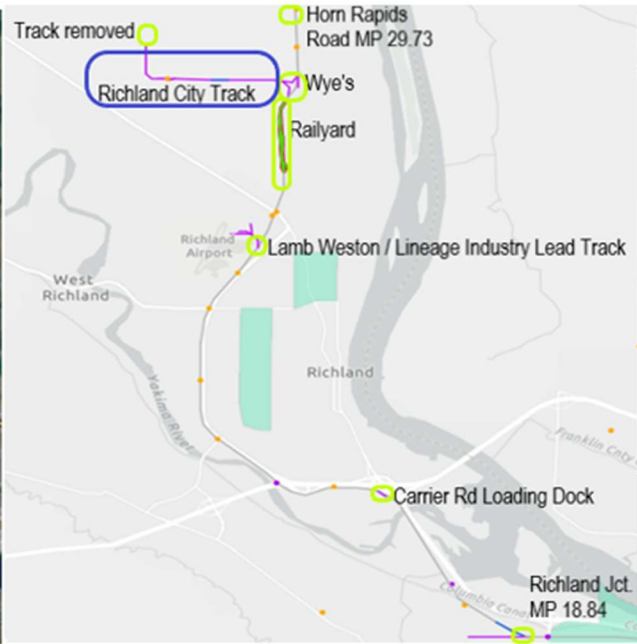 Horn Rapids
Road MP 29.73
Track removed
Wye's
Richland City Track
Railyard
Richland
Airport
Lamb Weston / Lineage Industry Lead Track
West
Richland
Richland
Yakima River
Franklin Cnty
Carrier Rd Loading Dock
Columbia Canal
Richland Jct.
MP 18.84